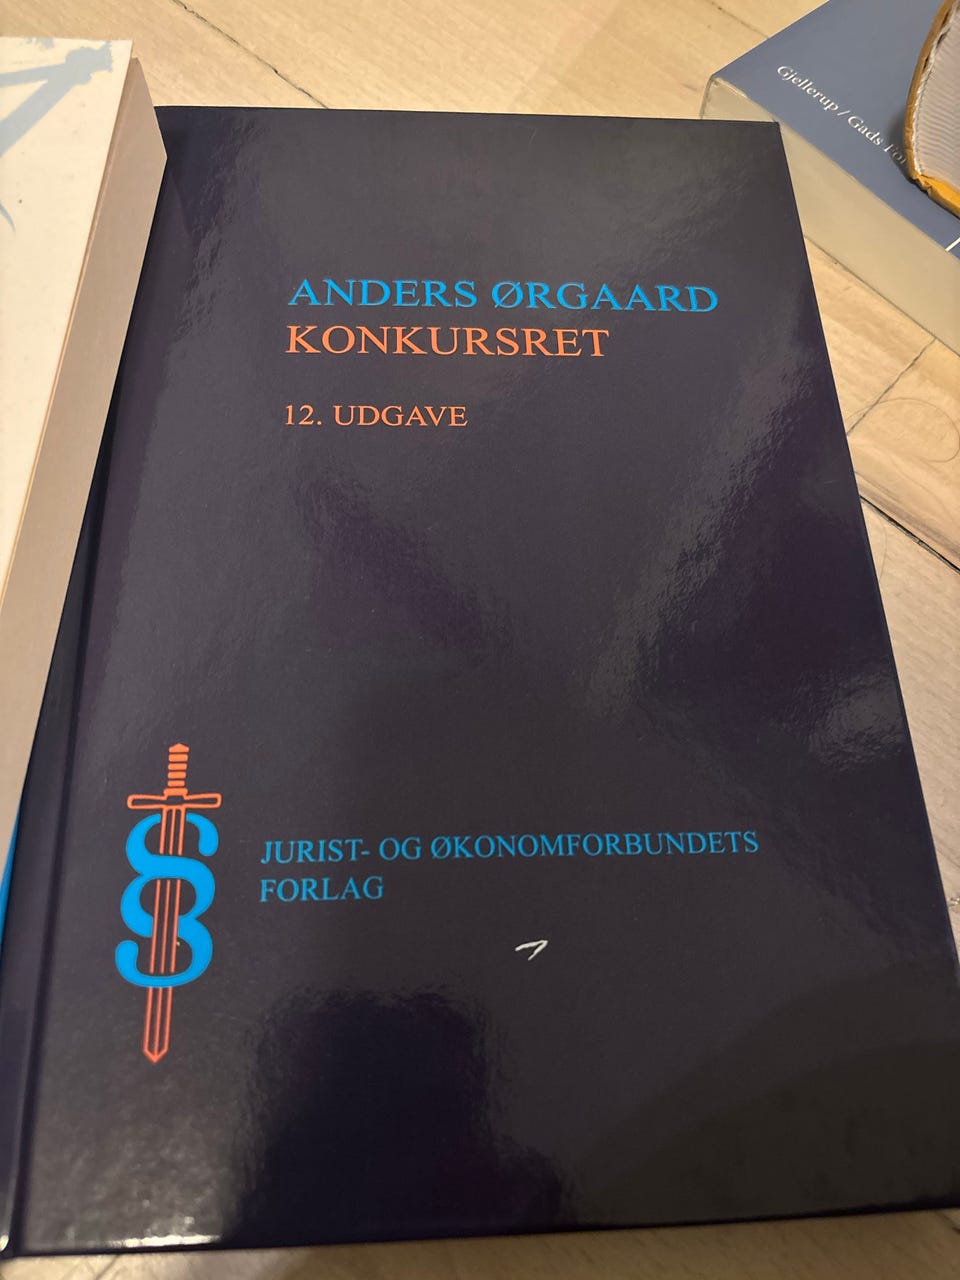 Gjellerup / Gads
ANDERS ØRGAARD
KONKURSRET
12. UDGAVE
§
JURIST- OG ØKONOMFORBUNDETS
FORLAG